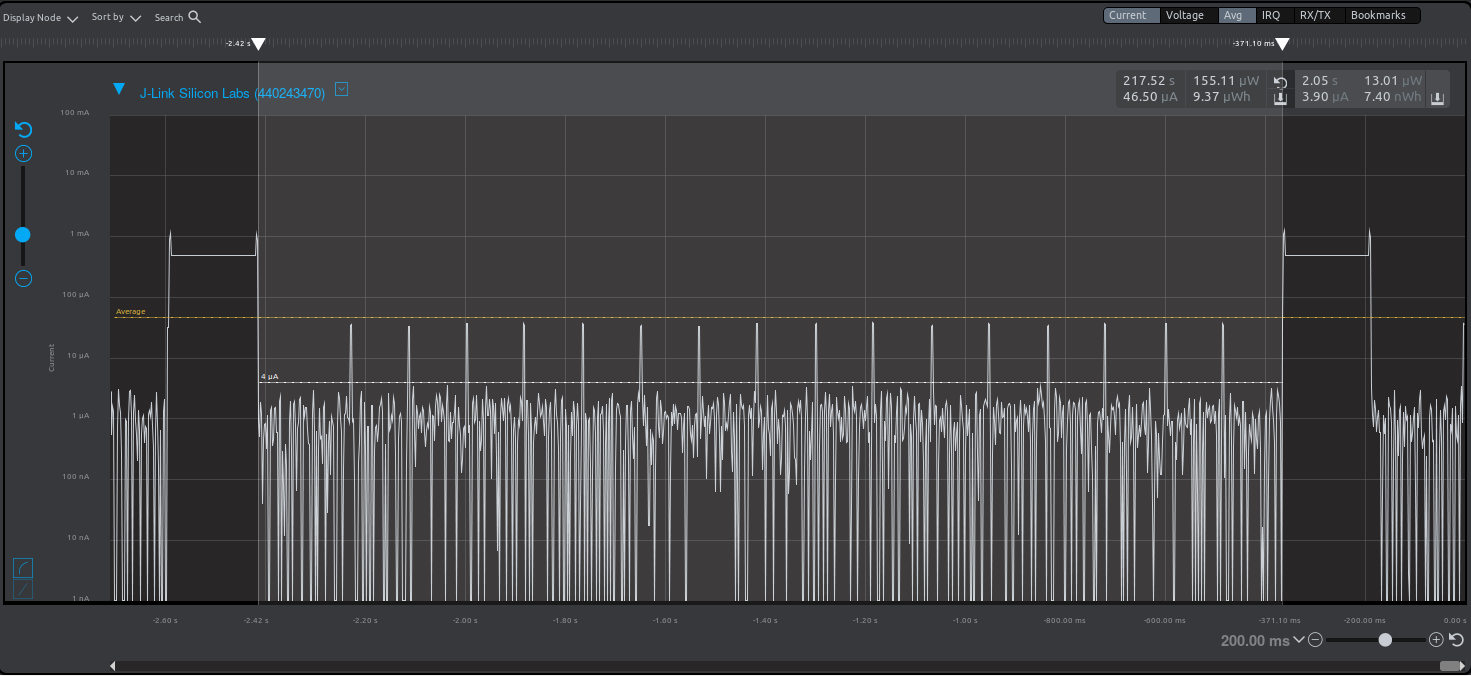 Display Node
Sort by
Search
Current Voltage Avg IRQ RX/TX Bookmarks
-2.42 s
-371.10 ms
J-Link Silicon Labs (440243470)
217.52 s 155.11 µW
46.50 µA 9.37 µWh
2.05 s 13.01 µW
3.90 µA 7.40 nWh
100 mA
10 mA
1 mA
100 µA
Average
10 µA
Current
4 µA
1 µA
100 nA
10 nA
1 nA
-2.60 s -2.42 s -2.20 s -2.00 s -1.80 s -1.60 s -1.40 s -1.20 s -1.00 s -800.00 ms -600.00 ms -371.10 ms -200.00 ms 0.00 s
200.00 ms